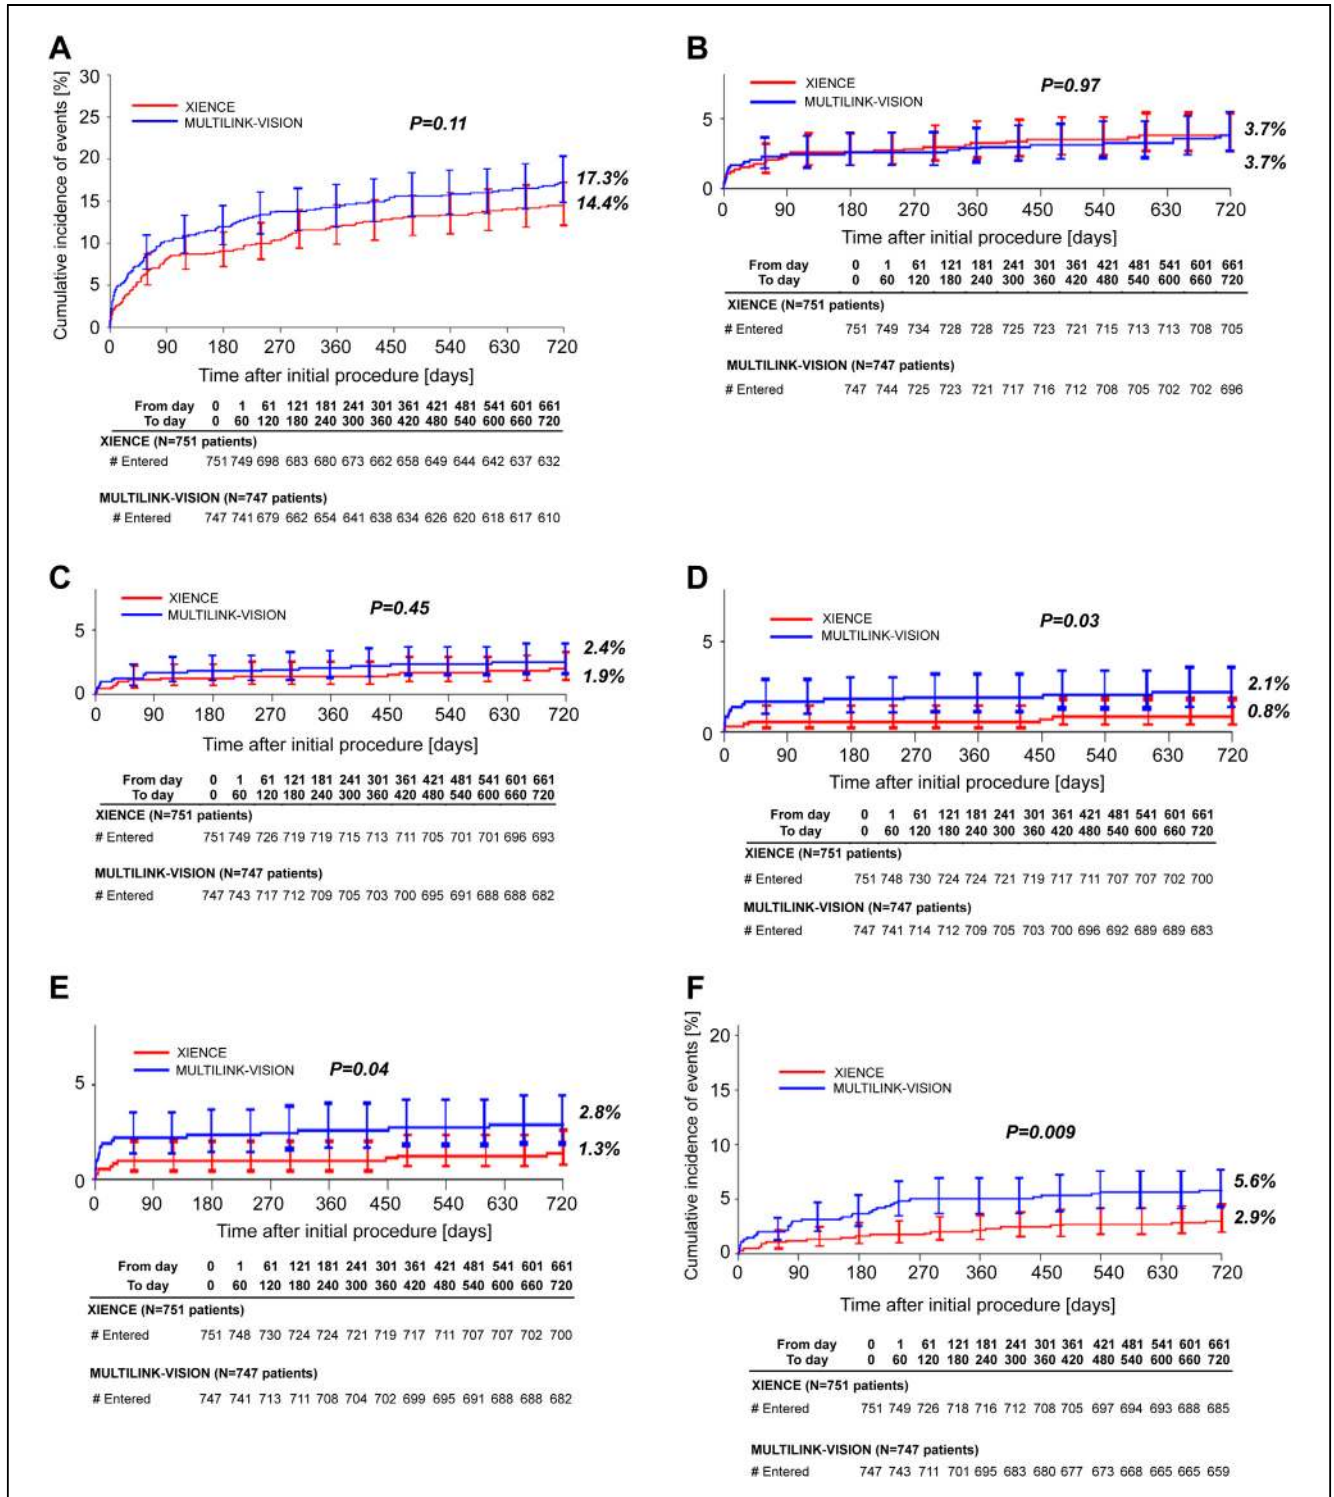 A
Cumulative incidence of events [%]
30
25
20
15
10
5
0
XIENCE
MULTILINK-VISION
P=0.11
17.3%
14.4%
0 90 180 270 360 450 540 630 720
Time after initial procedure [days]
From day 0 1 61 121 181 241 301 361 421 481 541 601 661
To day 0 60 120 180 240 300 360 420 480 540 600 660 720
XIENCE (N=751 patients)
# Entered 751 749 698 683 680 673 662 658 649 644 642 637 632
MULTILINK-VISION (N=747 patients)
# Entered 747 741 679 662 654 641 638 634 626 620 618 617 610
B
5
0
XIENCE
MULTILINK-VISION
P=0.97
3.7%
3.7%
0 90 180 270 360 450 540 630 720
Time after initial procedure [days]
From day 0 1 61 121 181 241 301 361 421 481 541 601 661
To day 0 60 120 180 240 300 360 420 480 540 600 660 720
XIENCE (N=751 patients)
# Entered 751 749 734 728 728 725 723 721 715 713 713 708 705
MULTILINK-VISION (N=747 patients)
# Entered 747 744 725 723 721 717 716 712 708 705 702 702 696
C
5
0
XIENCE
MULTILINK-VISION
P=0.45
2.4%
1.9%
0 90 180 270 360 450 540 630 720
Time after initial procedure [days]
From day 0 1 61 121 181 241 301 361 421 481 541 601 661
To day 0 60 120 180 240 300 360 420 480 540 600 660 720
XIENCE (N=751 patients)
# Entered 751 749 726 719 719 715 713 711 705 701 701 696 693
MULTILINK-VISION (N=747 patients)
# Entered 747 743 717 712 709 705 703 700 695 691 688 688 682
D
5
0
XIENCE
MULTILINK-VISION
P=0.03
2.1%
0.8%
0 90 180 270 360 450 540 630 720
Time after initial procedure [days]
From day 0 1 61 121 181 241 301 361 421 481 541 601 661
To day 0 60 120 180 240 300 360 420 480 540 600 660 720
XIENCE (N=751 patients)
# Entered 751 748 730 724 724 721 719 717 711 707 707 702 700
MULTILINK-VISION (N=747 patients)
# Entered 747 741 714 712 709 705 703 700 696 692 689 689 683
E
5
0
XIENCE
MULTILINK-VISION
P=0.04
2.8%
1.3%
0 90 180 270 360 450 540 630 720
Time after initial procedure [days]
From day 0 1 61 121 181 241 301 361 421 481 541 601 661
To day 0 60 120 180 240 300 360 420 480 540 600 660 720
XIENCE (N=751 patients)
# Entered 751 748 730 724 724 721 719 717 711 707 707 702 700
MULTILINK-VISION (N=747 patients)
# Entered 747 741 713 711 708 704 702 699 695 691 688 688 682
F
Cumulative incidence of events [%]
20
15
10
5
0
XIENCE
MULTILINK-VISION
P=0.009
5.6%
2.9%
0 90 180 270 360 450 540 630 720
Time after initial procedure [days]
From day 0 1 61 121 181 241 301 361 421 481 541 601 661
To day 0 60 120 180 240 300 360 420 480 540 600 660 720
XIENCE (N=751 patients)
# Entered 751 749 726 718 716 712 708 705 697 694 693 688 685
MULTILINK-VISION (N=747 patients)
# Entered 747 743 711 701 695 683 680 677 673 668 665 665 659